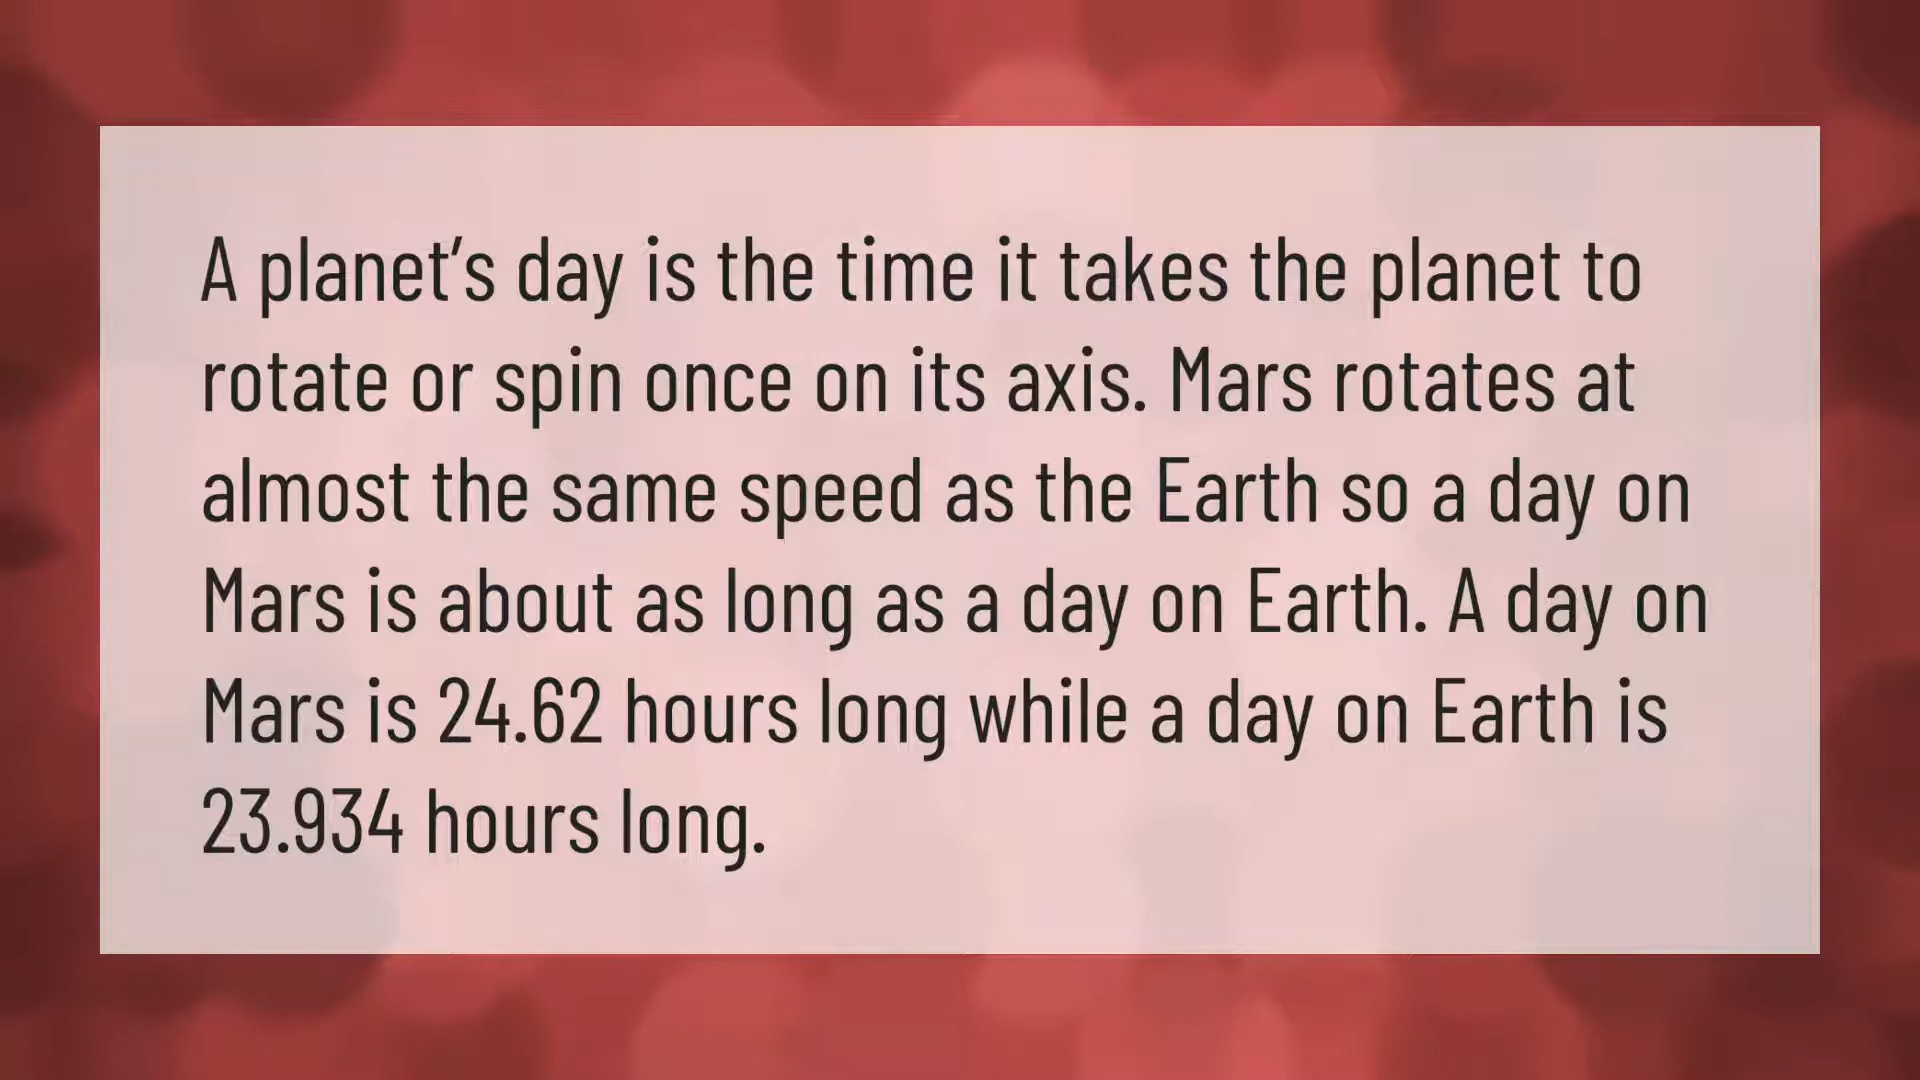 A planet’s day is the time it takes the planet to
rotate or spin once on its axis. Mars rotates at
almost the same speed as the Earth so a day on
Mars is about as long as a day on Earth. A day on
Mars is 24.62 hours long while a day on Earth is
23.934 hours long.